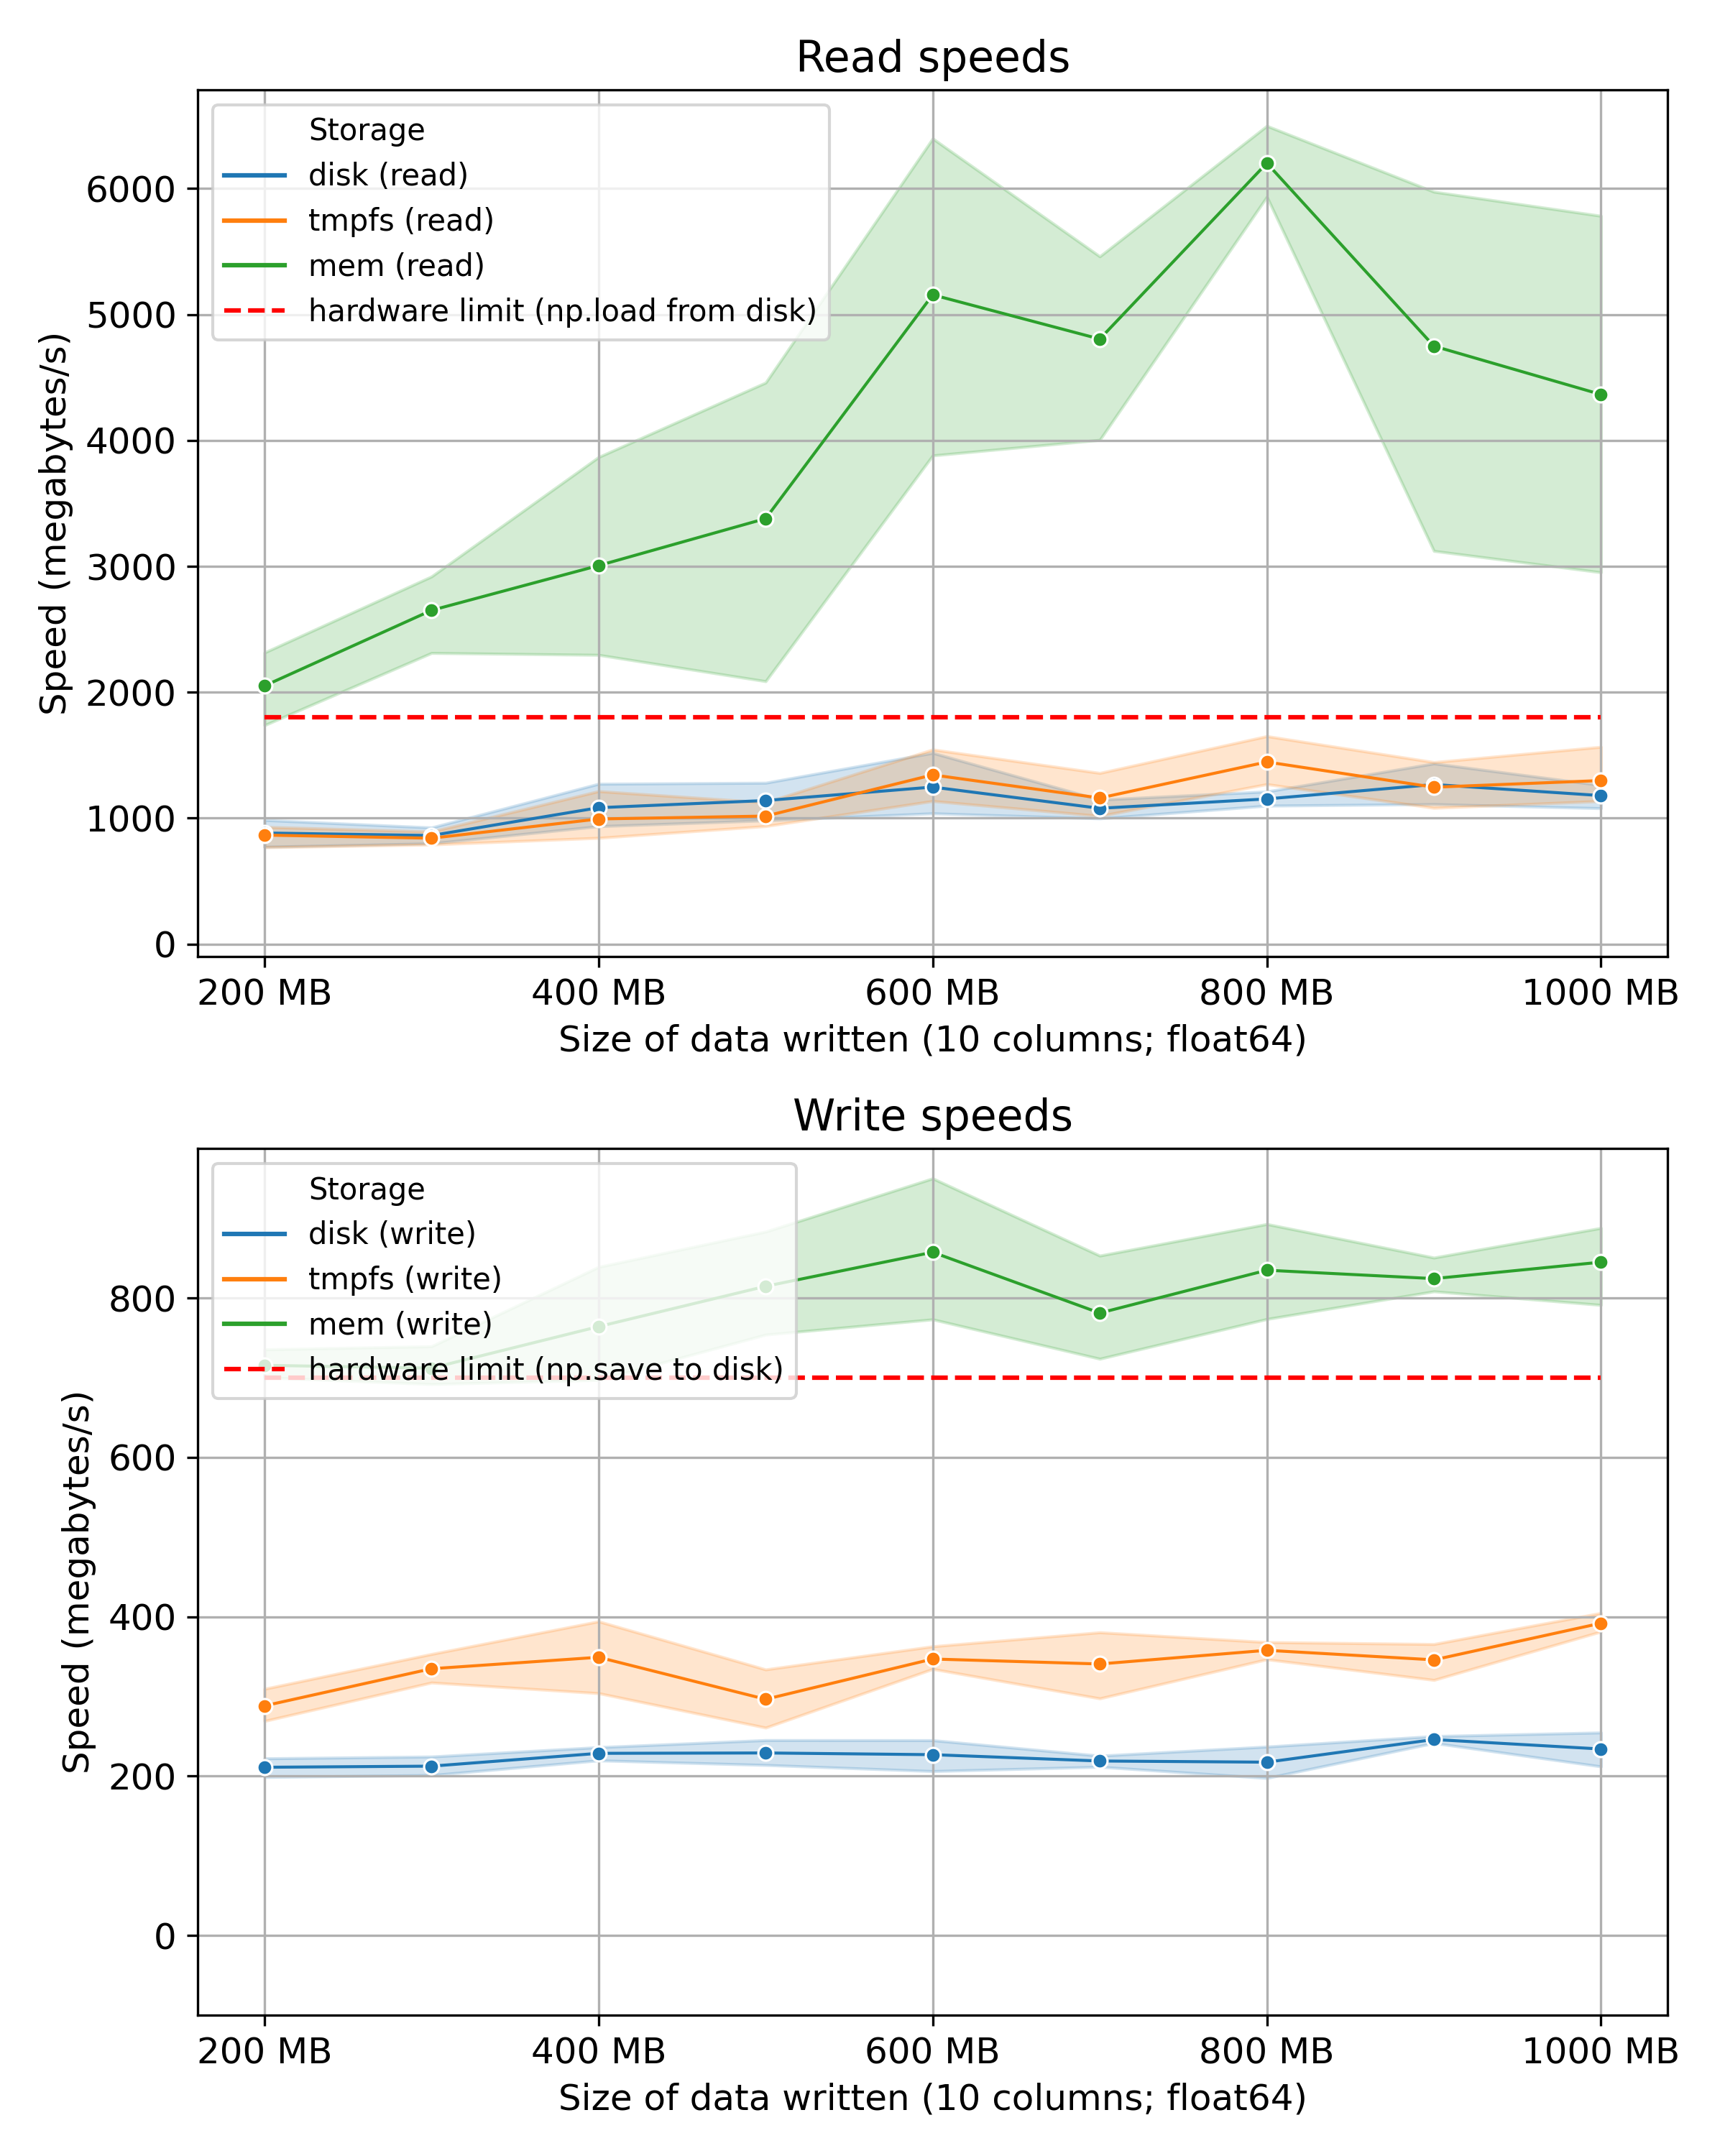 Read speeds
Speed (megabytes/s)
6000
5000
4000
3000
2000
1000
0
Storage
disk (read)
tmpfs (read)
mem (read)
hardware limit (np.load from disk)
200 MB
400 MB
600 MB
800 MB
1000 MB
Size of data written (10 columns; float64)
Write speeds
Speed (megabytes/s)
800
600
400
200
0
Storage
disk (write)
tmpfs (write)
mem (write)
hardware limit (np.save to disk)
200 MB
400 MB
600 MB
800 MB
1000 MB
Size of data written (10 columns; float64)